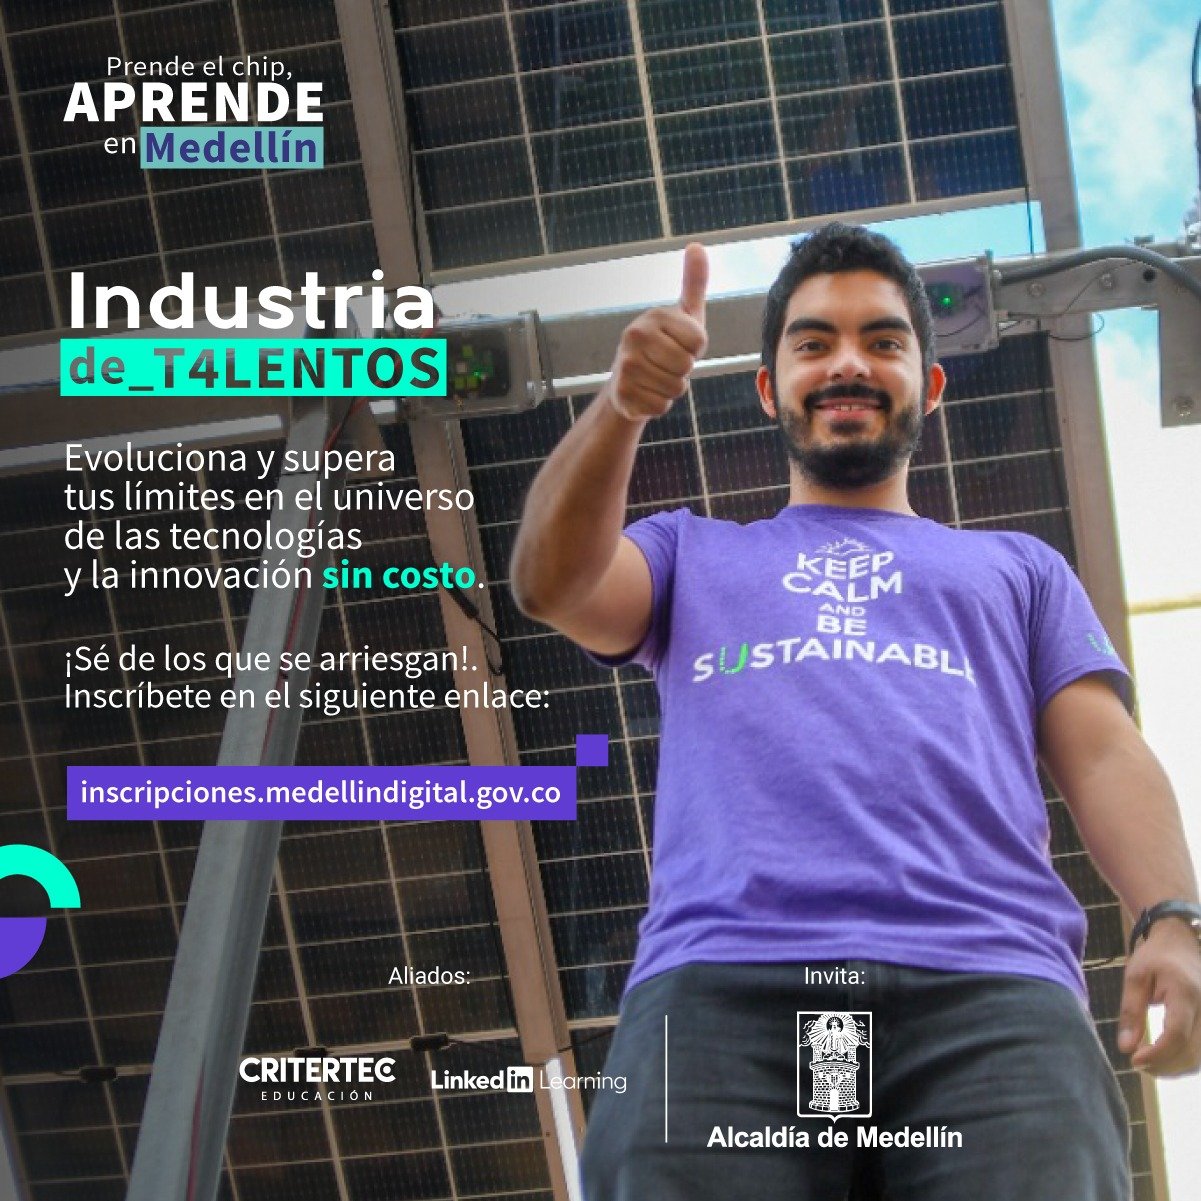 Prende el chip,
APRENDE
en Medellín
Industria
de_T4LENTOS
Evoluciona y supera
tus límites en el universo
de las tecnologías
y la innovación sin costo.
¡Sé de los que se arriesgan!.
Inscríbete en el siguiente enlace:
inscripciones.medellindigital.gov.co
KEEP
CALM
AND
BE
SUSTAINABLE
Aliados:
Invita:
CRITERTEC
EDUCACIÓN
Linked in Learning
Alcaldía de Medellín